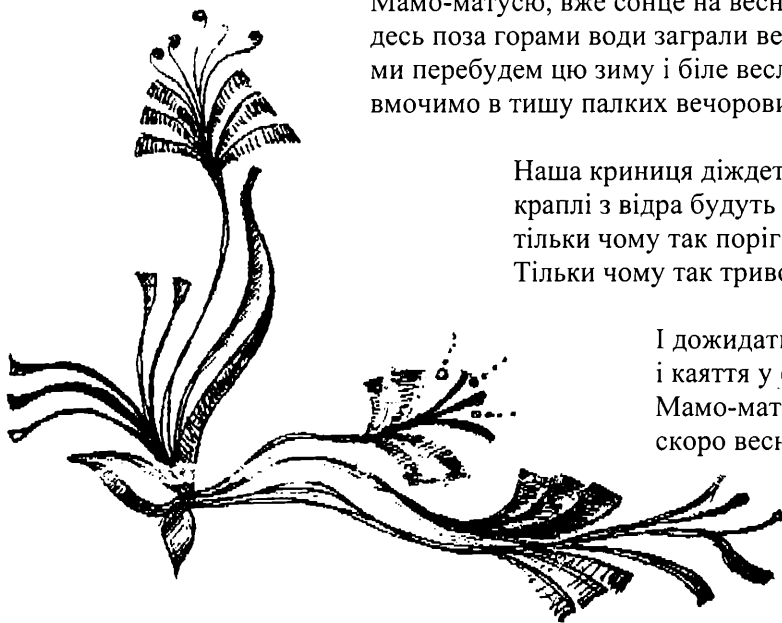 Мамо-матусю, вже сонце на весн
десь поза горами води заграли ве
ми перебудем цю зиму і біле весл
вмочимо в тишу палких вечорови
Наша криниця діждет
краплі з відра будуть
тільки чому так поріг
Тільки чому так триво
І дожидати
і каяття у
Мамо-мат
скоро весн